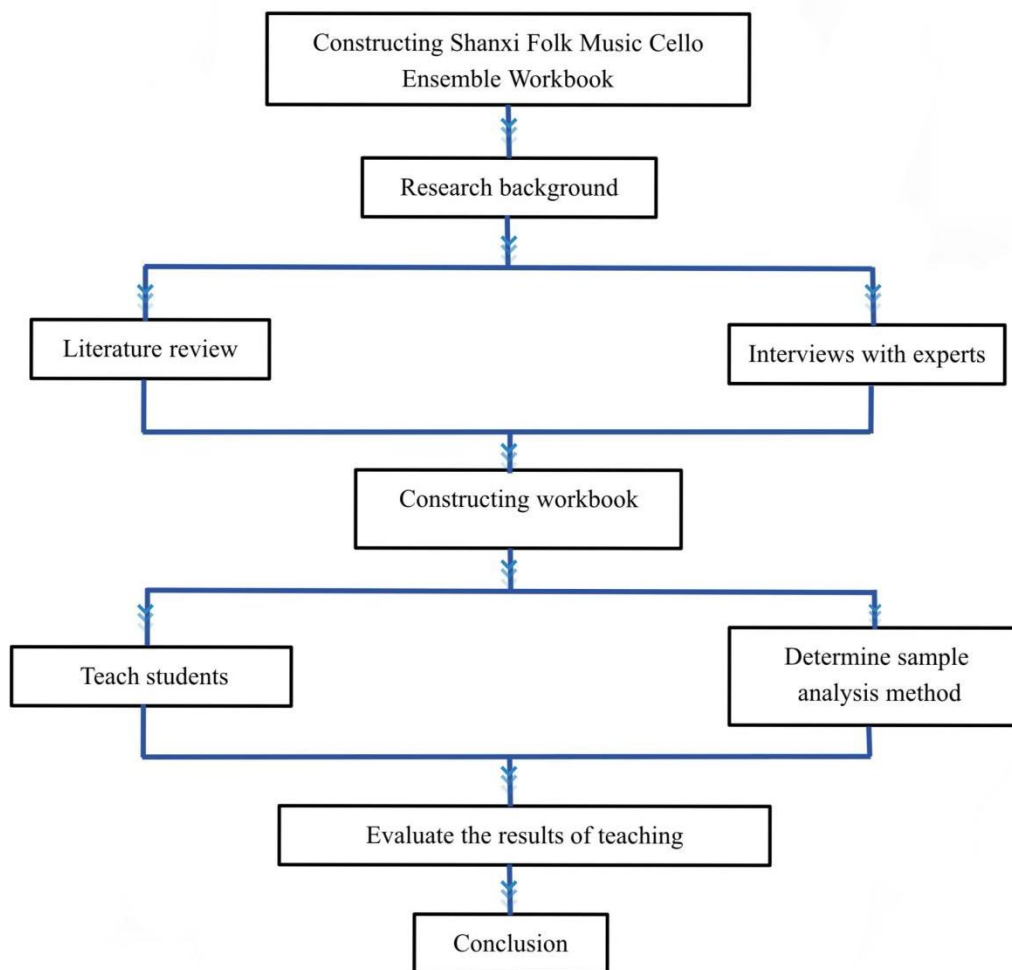 Constructing Shanxi Folk Music Cello
Ensemble Workbook
Research background
Literature review
Interviews with experts
Constructing workbook
Teach students
Determine sample
analysis method
Evaluate the results of teaching
Conclusion